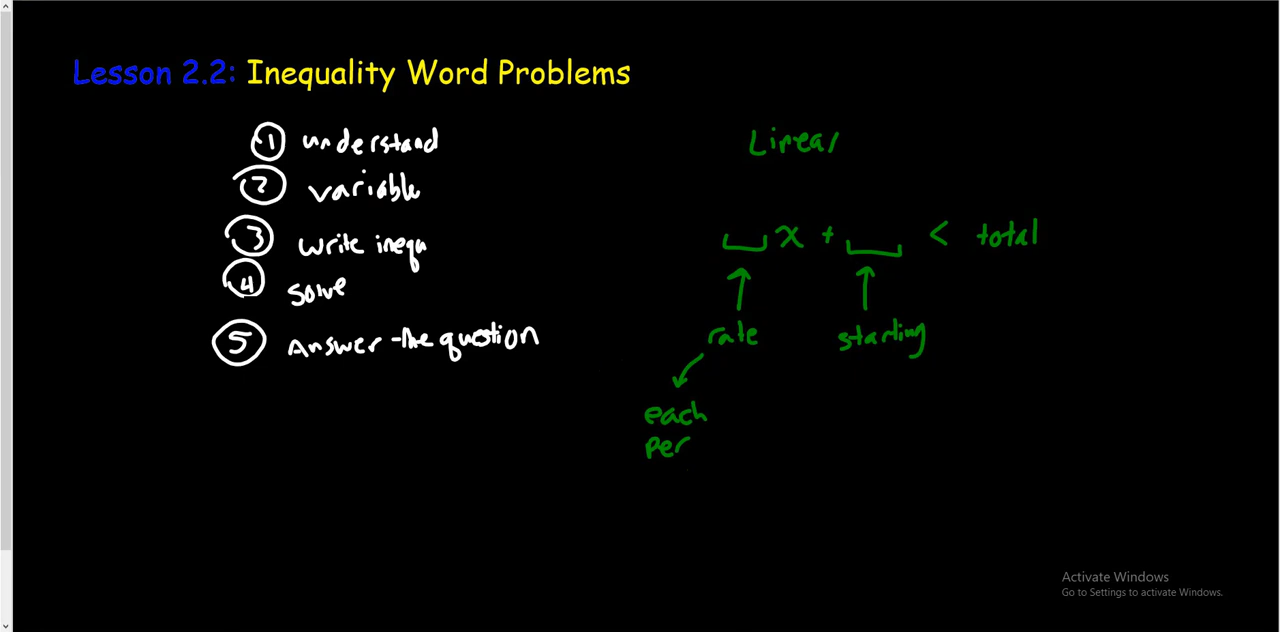 Lesson 2.2: Inequality Word Problems
1 understand
2 variable
3 write inequ
4 solve
5 Answer the question
Linear
x + < total
rate
starting
each
per
Activate Windows
Go to Settings to activate Windows.